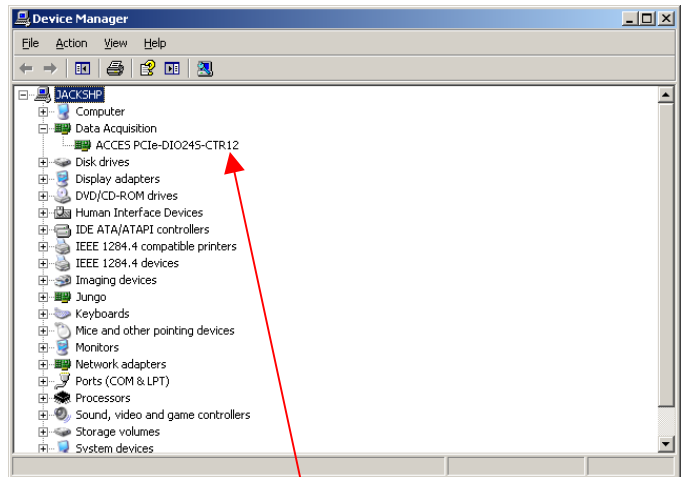 Device Manager
File Action View Help
JACKSHP
Computer
Data Acquisition
ACCES PCIe-DIO24S-CTR12
Disk drives
Display adapters
DVD/CD-ROM drives
Human Interface Devices
IDE ATA/ATAPI controllers
IEEE 1284.4 compatible printers
IEEE 1284.4 devices
Imaging devices
Jungo
Keyboards
Mice and other pointing devices
Monitors
Network adapters
Ports (COM & LPT)
Processors
Sound, video and game controllers
Storage volumes
System devices